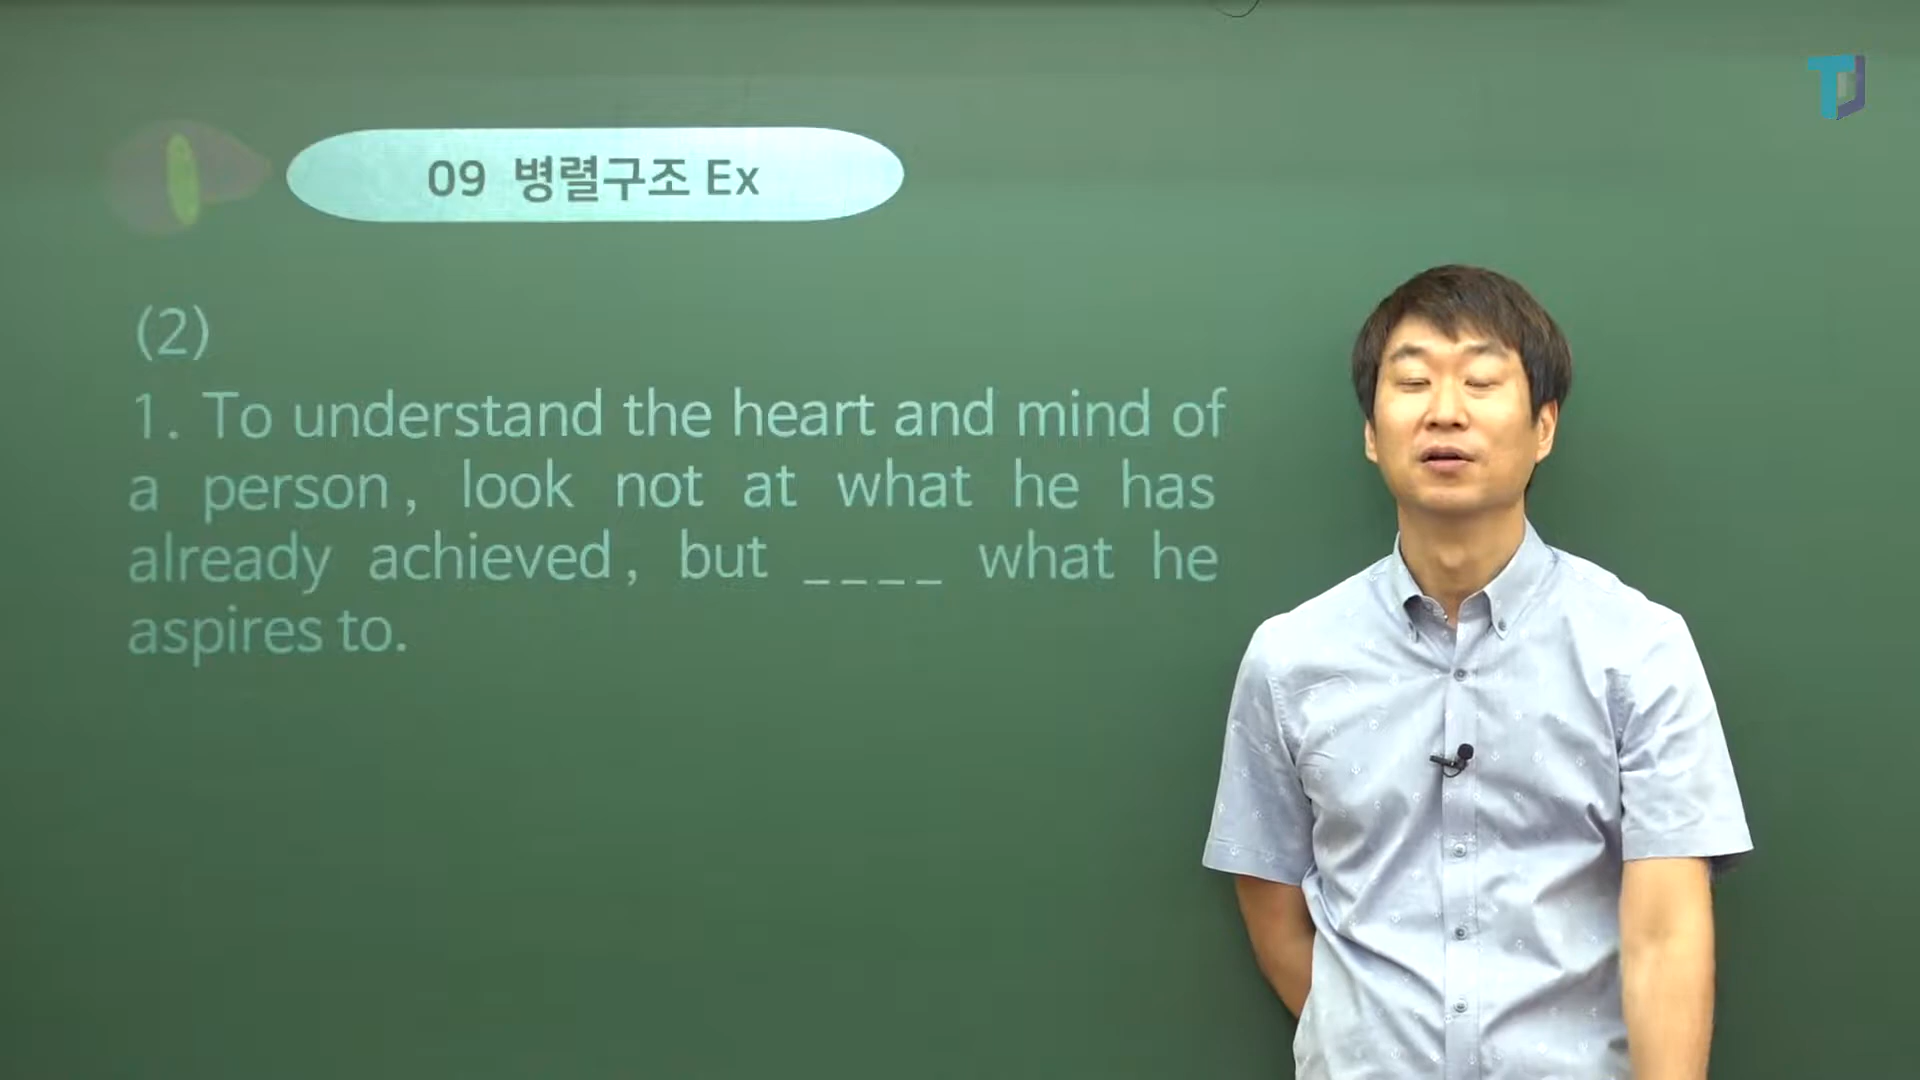 TJ
09 병렬구조 Ex
(2)
1. To understand the heart and mind of
a person, look not at what he has
already achieved, but ____ what he
aspires to.